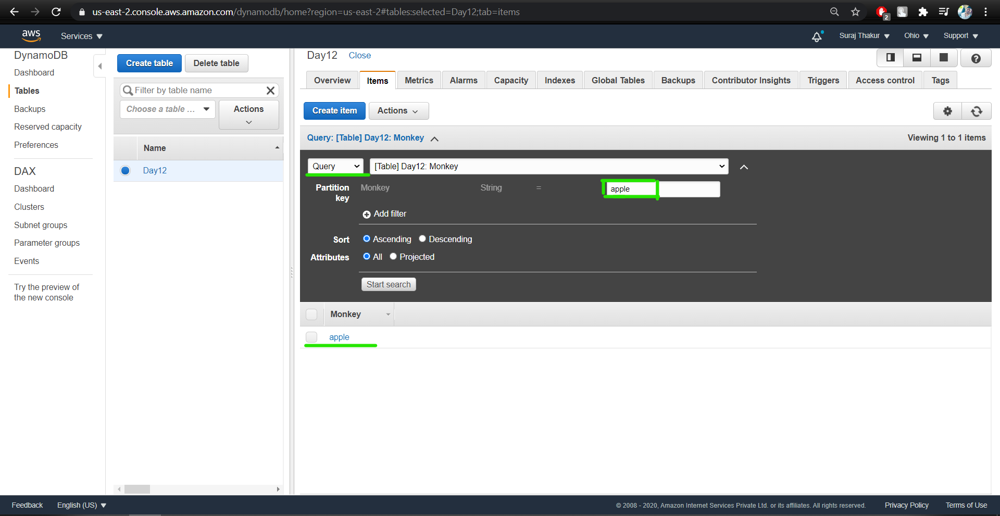 us-east-2.console.aws.amazon.com/dynamodb/home?region=us-east-2#tables:selected=Day12;tab=items
2
aws
Services
Suraj Thakur
Ohio
Support
DynamoDB
Dashboard
Tables
Backups
Reserved capacity
Preferences
DAX
Dashboard
Clusters
Subnet groups
Parameter groups
Events
Try the preview of
the new console
Create table
Delete table
Filter by table name
Choose a table ...
Actions
Name
Day12
Day12 Close
Overview Items Metrics Alarms Capacity Indexes Global Tables Backups Contributor Insights Triggers Access control Tags
Create item
Actions
Query: [Table] Day12: Monkey
Viewing 1 to 1 items
Query
[Table] Day12: Monkey
Partition
key
Monkey String = apple
Add filter
Sort Ascending Descending
Attributes All Projected
Start search
Monkey
apple
Feedback English (US)
© 2008 - 2020, Amazon Internet Services Private Ltd. or its affiliates. All rights reserved. Privacy Policy Terms of Use